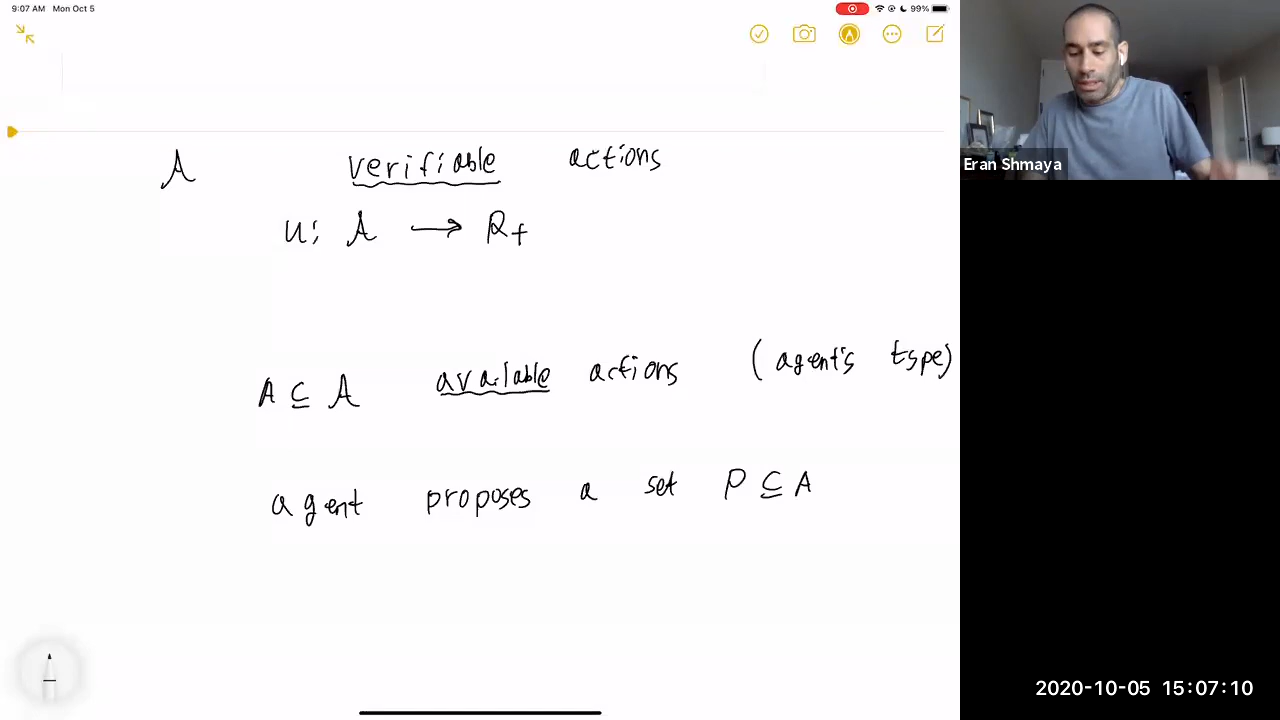 9:07 AM Mon Oct 5
99%
𝒜 verifiable actions
u: 𝒜 → R+
A ⊆ 𝒜 available actions (agent's type)
agent proposes a set P ⊆ A
Eran Shmaya
2020-10-05 15:07:10